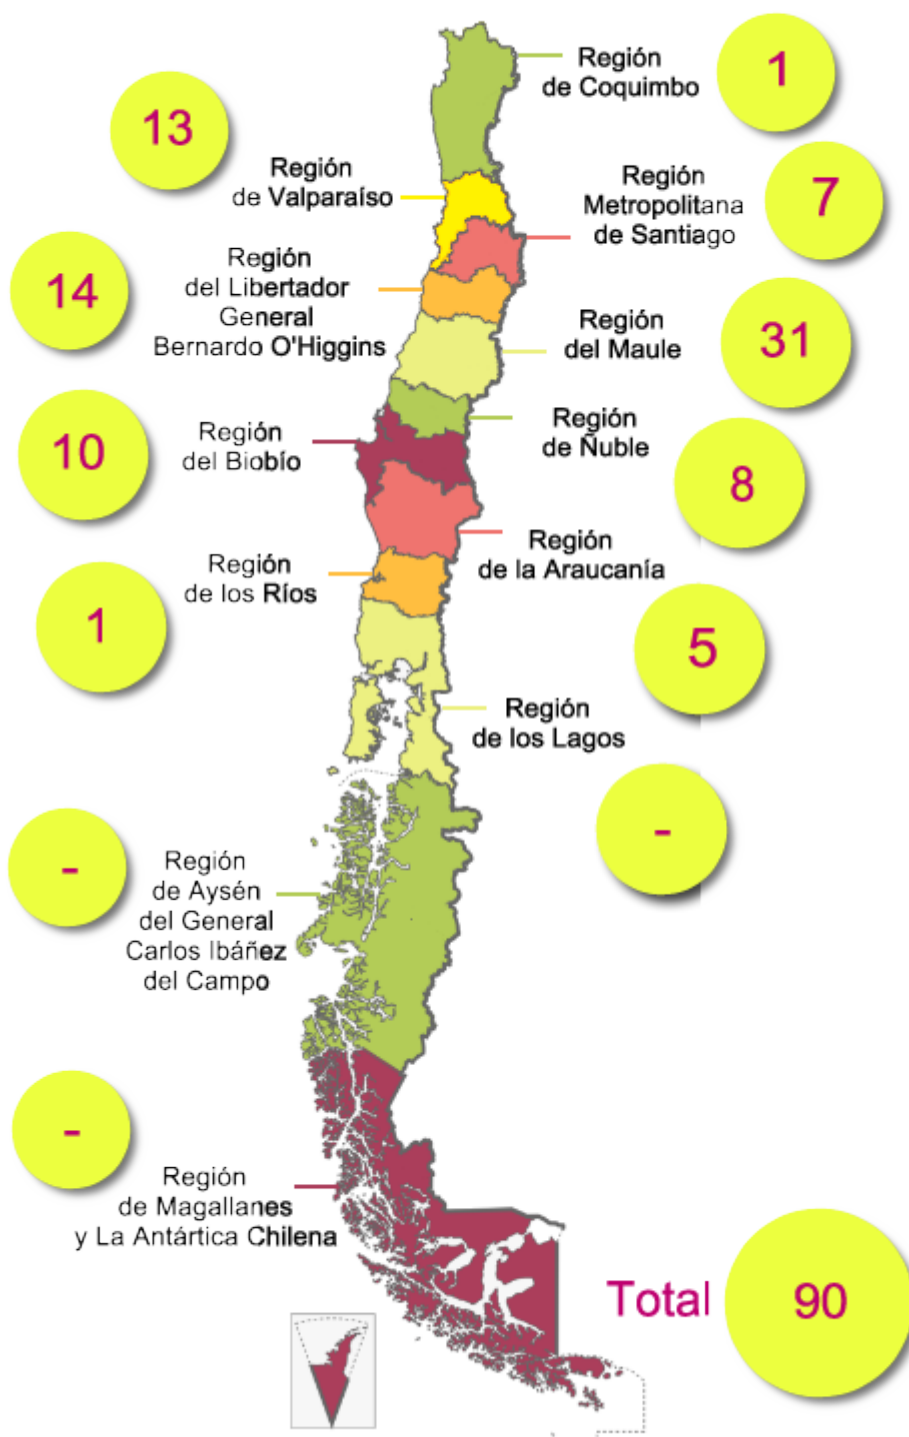 Región
de Coquimbo
1
13
Región
de Valparaíso
Región
Metropolitana
de Santiago
7
14
Región
del Libertador
General
Bernardo O'Higgins
Región
del Maule
31
10
Región
del Biobío
Región
de Ñuble
8
Región
de la Araucanía
5
1
Región
de los Ríos
Región
de los Lagos
-
-
Región
de Aysén
del General
Carlos Ibáñez
del Campo
-
Región
de Magallanes
y La Antártica Chilena
Total
90